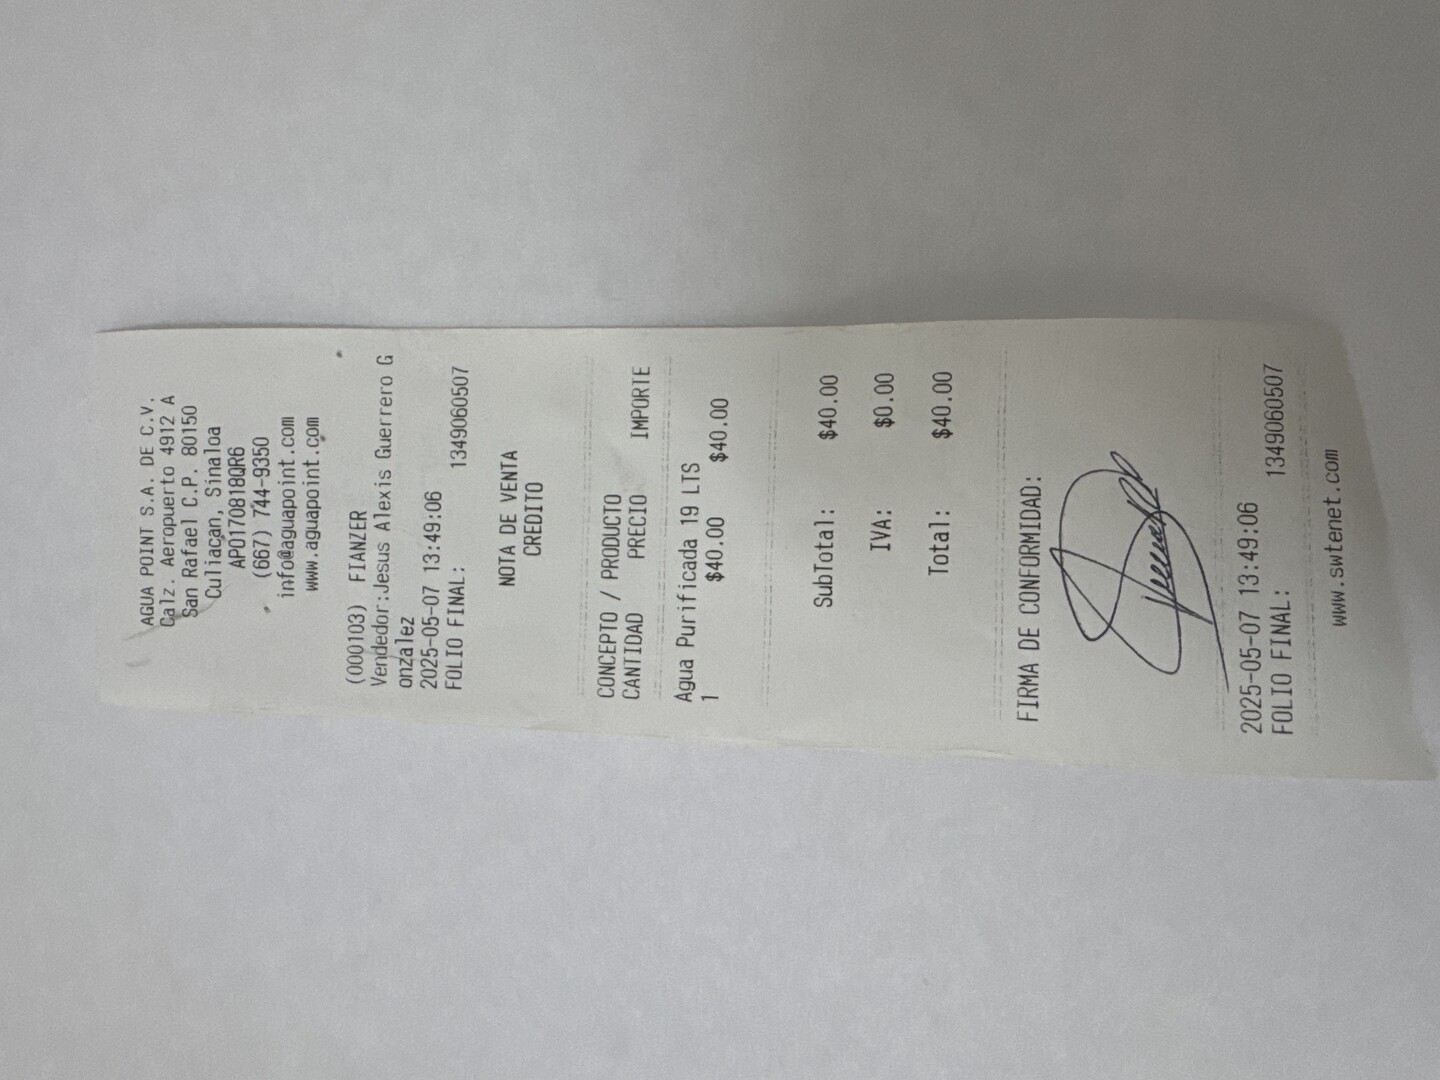 AGUA POINT S.A. DE C.V.
Calz. Aeropuerto 4912 A
San Rafael C.P. 80150
Culiacan, Sinaloa
APO170818QR6
(667) 744-9350
info@aguapoint.com
www.aguapoint.com
(000103) FIANZER
Vendedor:Jesus Alexis Guerrero G
onzalez
2025-05-07 13:49:06
FOLIO FINAL: 1349060507
NOTA DE VENTA
CREDITO
CONCEPTO / PRODUCTO
CANTIDAD PRECIO IMPORTE
Agua Purificada 19 LTS
1 $40.00 $40.00
SubTotal: $40.00
IVA: $0.00
Total: $40.00
FIRMA DE CONFORMIDAD:
2025-05-07 13:49:06
FOLIO FINAL: 1349060507
www.swtenet.com